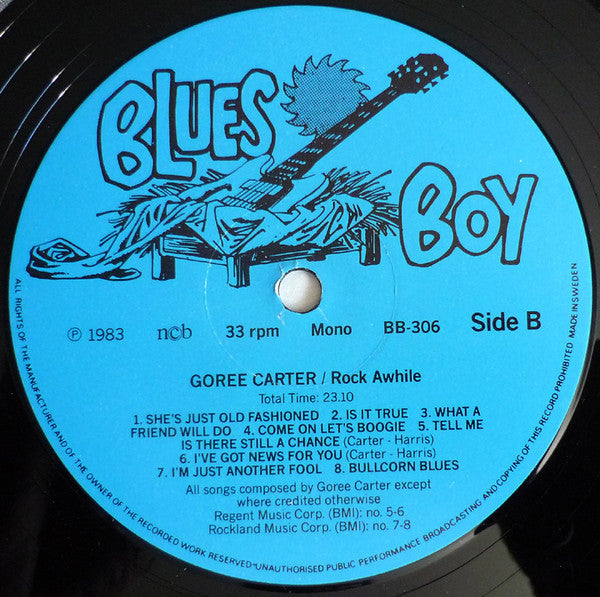 BLUES
BOY
℗ 1983 ncb 33 rpm Mono BB-306 Side B
GOREE CARTER / Rock Awhile
Total Time: 23.10
1. SHE'S JUST OLD FASHIONED 2. IS IT TRUE 3. WHAT A
FRIEND WILL DO 4. COME ON LET'S BOOGIE 5. TELL ME
IS THERE STILL A CHANCE (Carter - Harris)
6. I'VE GOT NEWS FOR YOU (Carter - Harris)
7. I'M JUST ANOTHER FOOL 8. BULLCORN BLUES
All songs composed by Goree Carter except
where credited otherwise
Regent Music Corp. (BMI): no. 5-6
Rockland Music Corp. (BMI): no. 7-8
ALL RIGHTS OF THE MANUFACTURER AND OF THE OWNER OF THE RECORDED WORK RESERVED "UNAUTHORISED PUBLIC PERFORMANCE BROADCASTING AND COPYING OF THIS RECORD PROHIBITED MADE IN SWEDEN